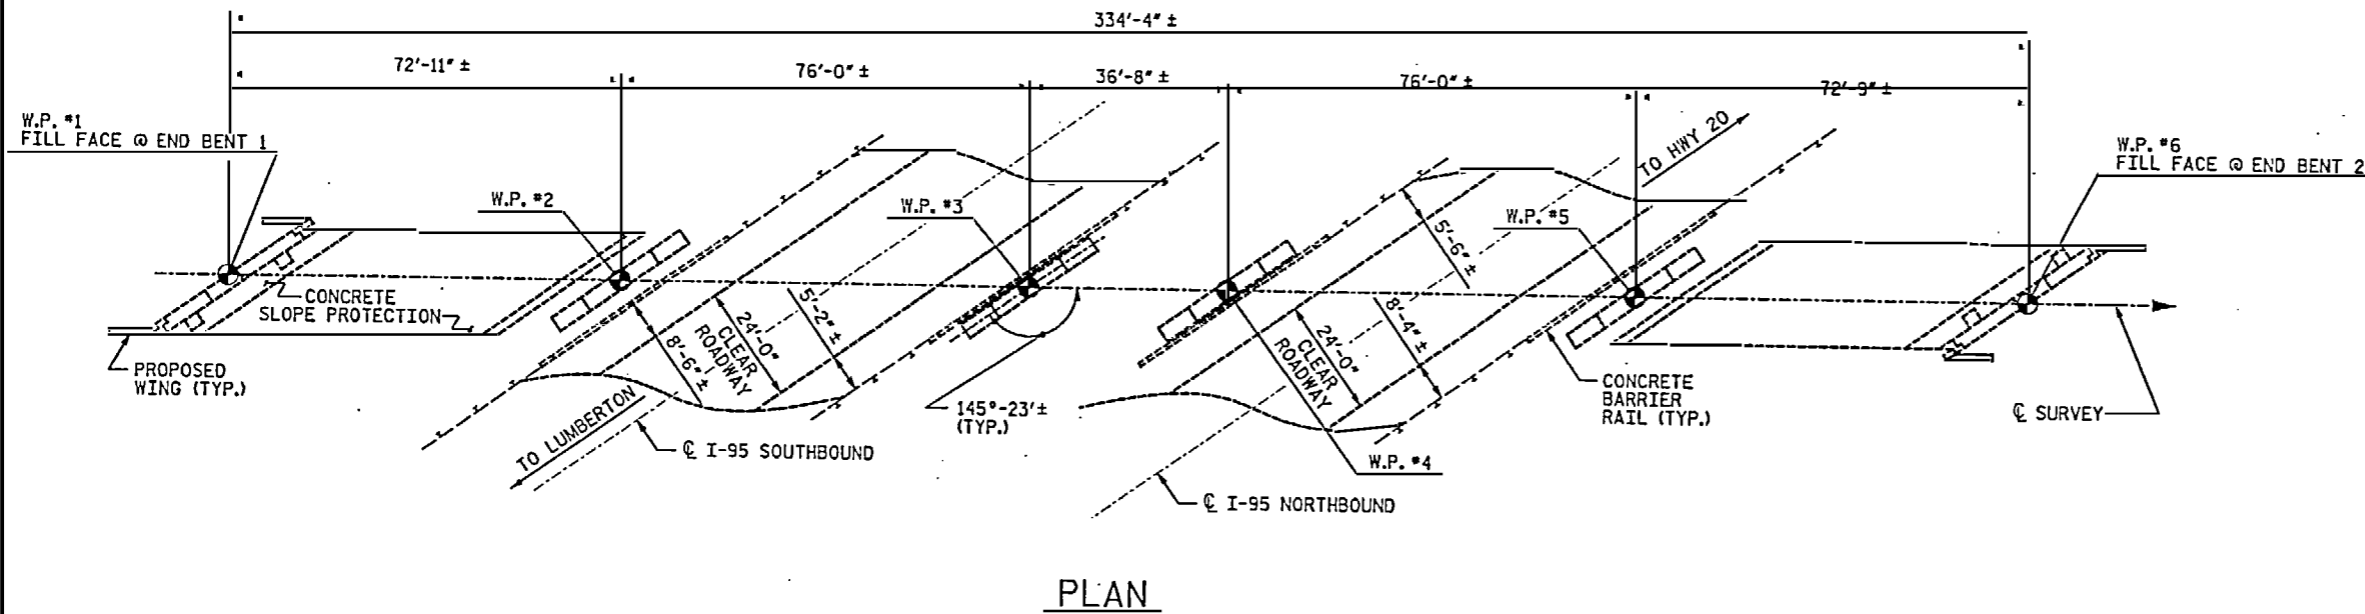 334'-4" ±
72'-11" ±
76'-0" ±
36'-8" ±
76'-0" ±
72'-9" ±
W.P. #1
FILL FACE @ END BENT 1
W.P. #2
W.P. #3
W.P. #5
TO HWY 20
W.P. #6
FILL FACE @ END BENT 2
CONCRETE
SLOPE PROTECTION
PROPOSED
WING (TYP.)
8'-6" ±
24'-0"
CLEAR
ROADWAY
5'-2" ±
5'-6" ±
24'-0"
CLEAR
ROADWAY
8'-4" ±
145°-23'±
(TYP.)
CONCRETE
BARRIER
RAIL (TYP.)
℄ SURVEY
TO LUMBERTON
℄ I-95 SOUTHBOUND
W.P. #4
℄ I-95 NORTHBOUND
PLAN